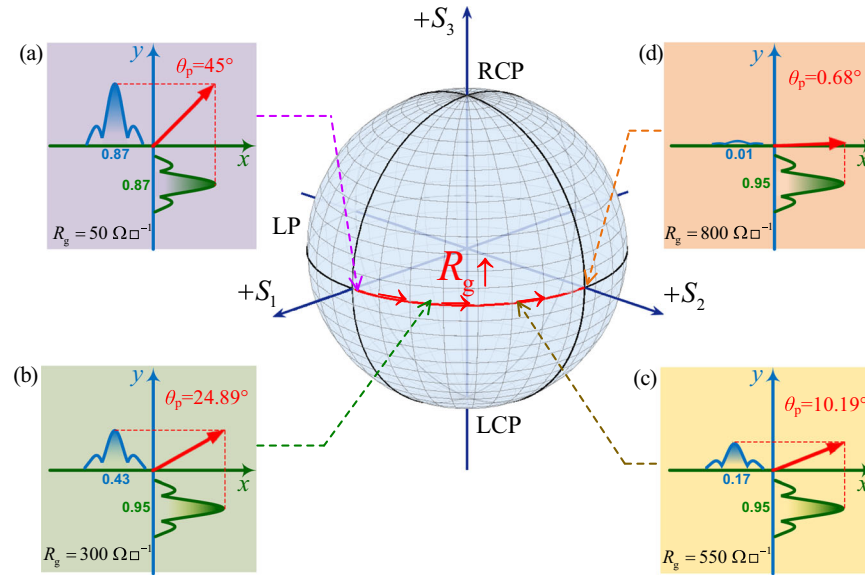 (a)
y
θp=45°
0.87
x
0.87
Rg = 50 Ω□⁻¹
+S3
RCP
LP
Rg↑
+S1
+S2
LCP
(d)
y
θp=0.68°
0.01
x
0.95
Rg = 800 Ω□⁻¹
(b)
y
θp=24.89°
0.43
x
0.95
Rg = 300 Ω□⁻¹
(c)
y
θp=10.19°
0.17
x
0.95
Rg = 550 Ω□⁻¹